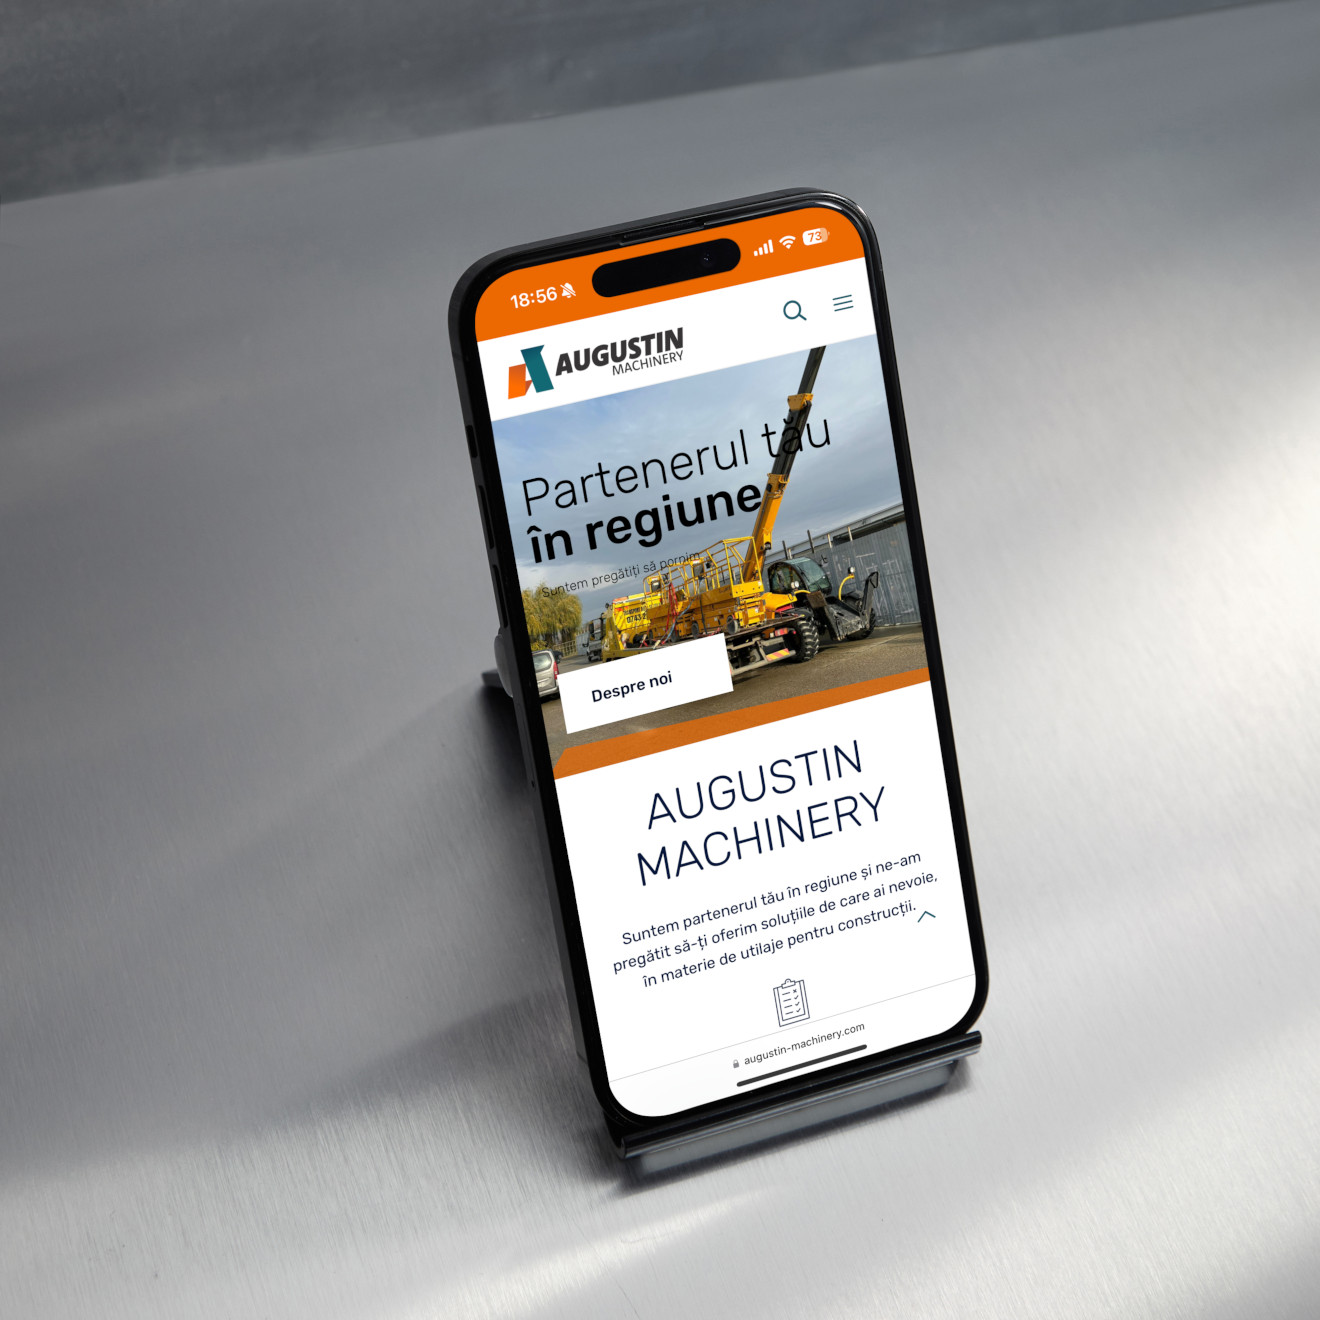 18:56
73
AUGUSTIN
MACHINERY
Partenerul tău
în regiune
Suntem pregătiți să pornim
Despre noi
AUGUSTIN
MACHINERY
Suntem partenerul tău în regiune și ne-am
pregătit să-ți oferim soluțiile de care ai nevoie,
în materie de utilaje pentru construcții.
augustin-machinery.com